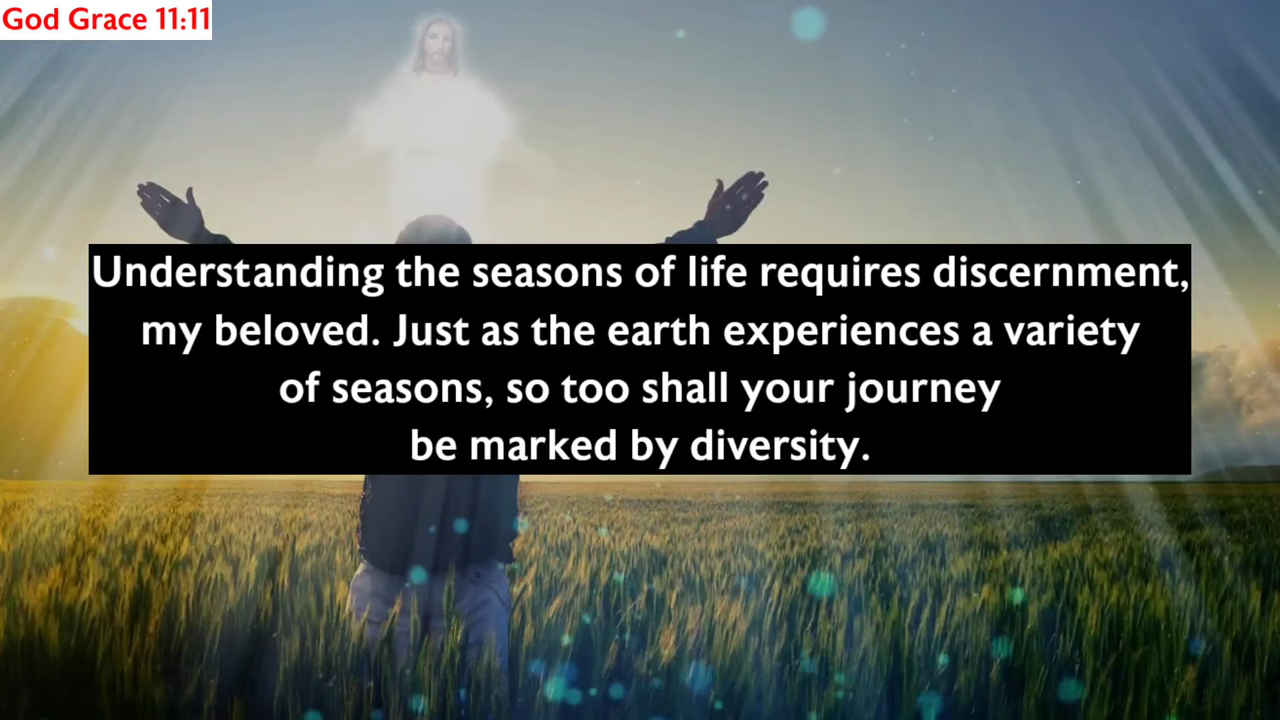 God Grace 11:11
Understanding the seasons of life requires discernment,
my beloved. Just as the earth experiences a variety
of seasons, so too shall your journey
be marked by diversity.